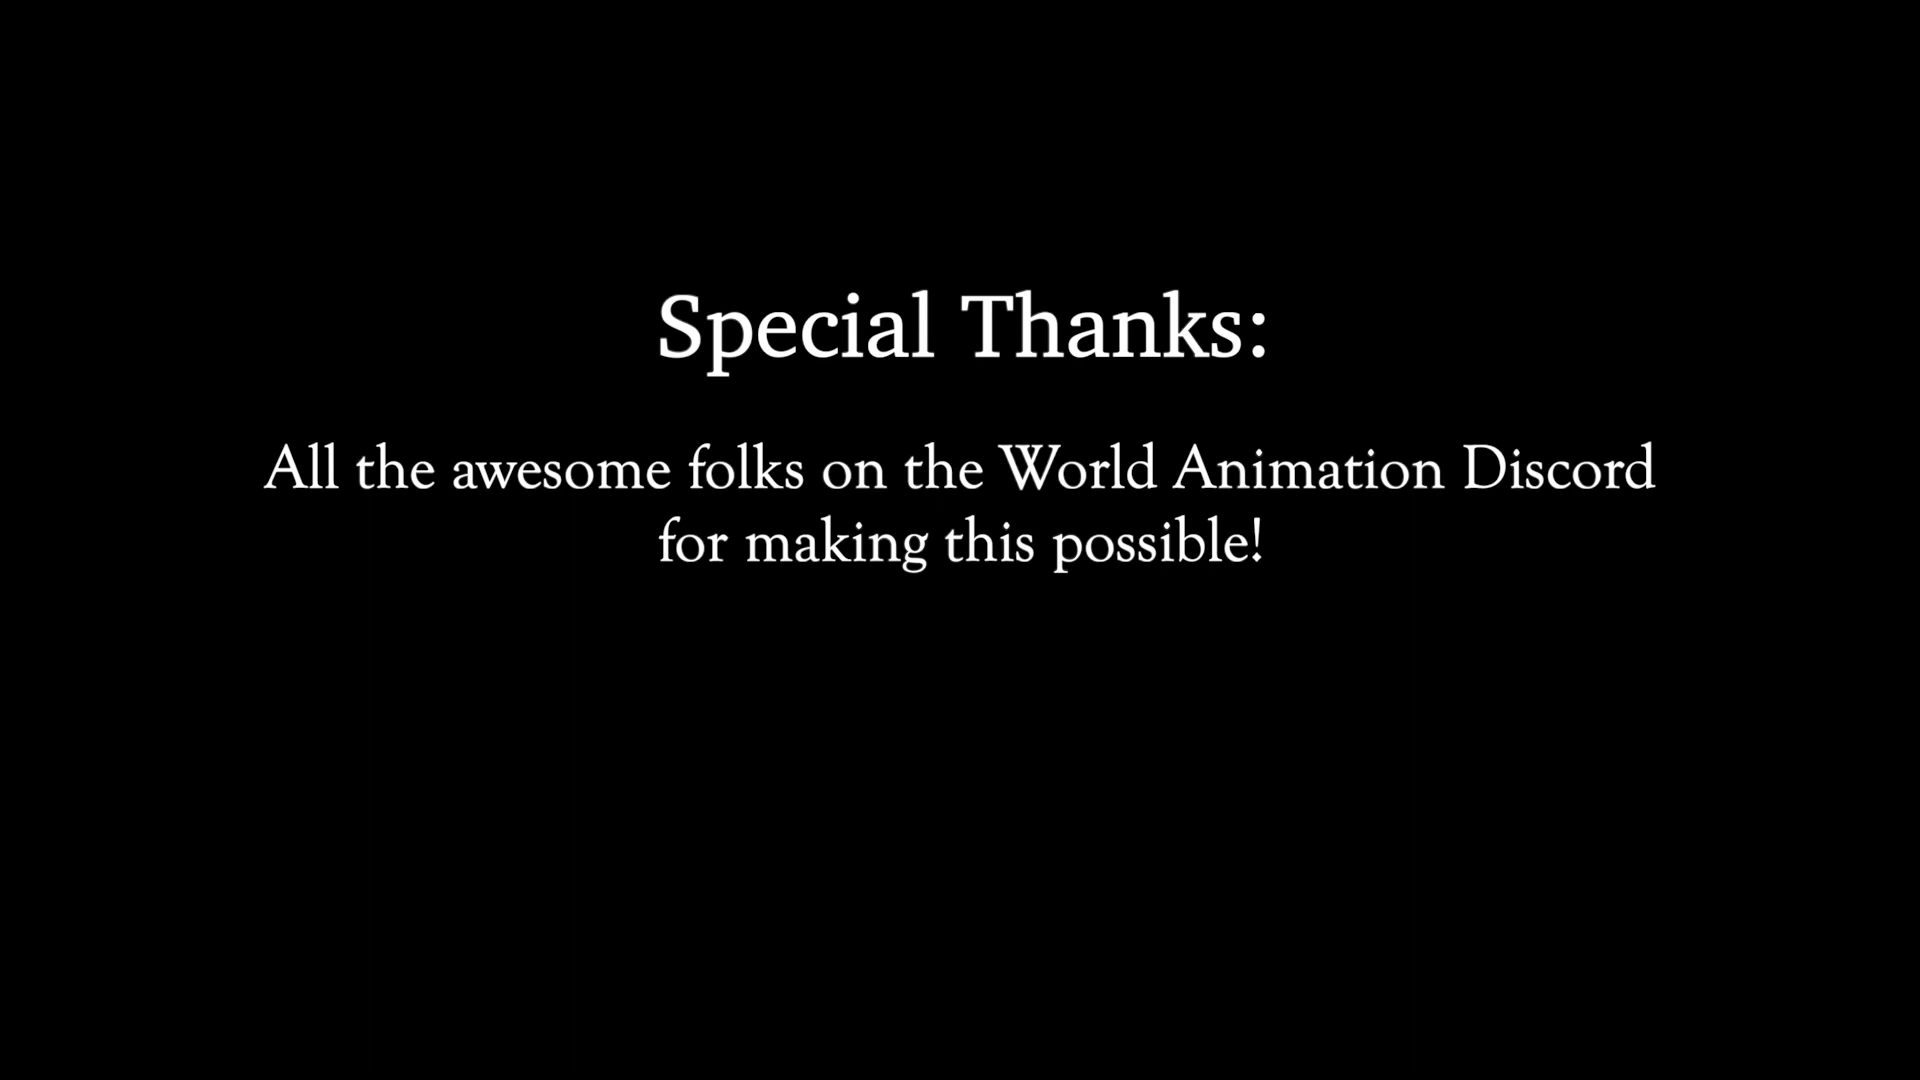 Special Thanks:
All the awesome folks on the World Animation Discord
for making this possible!